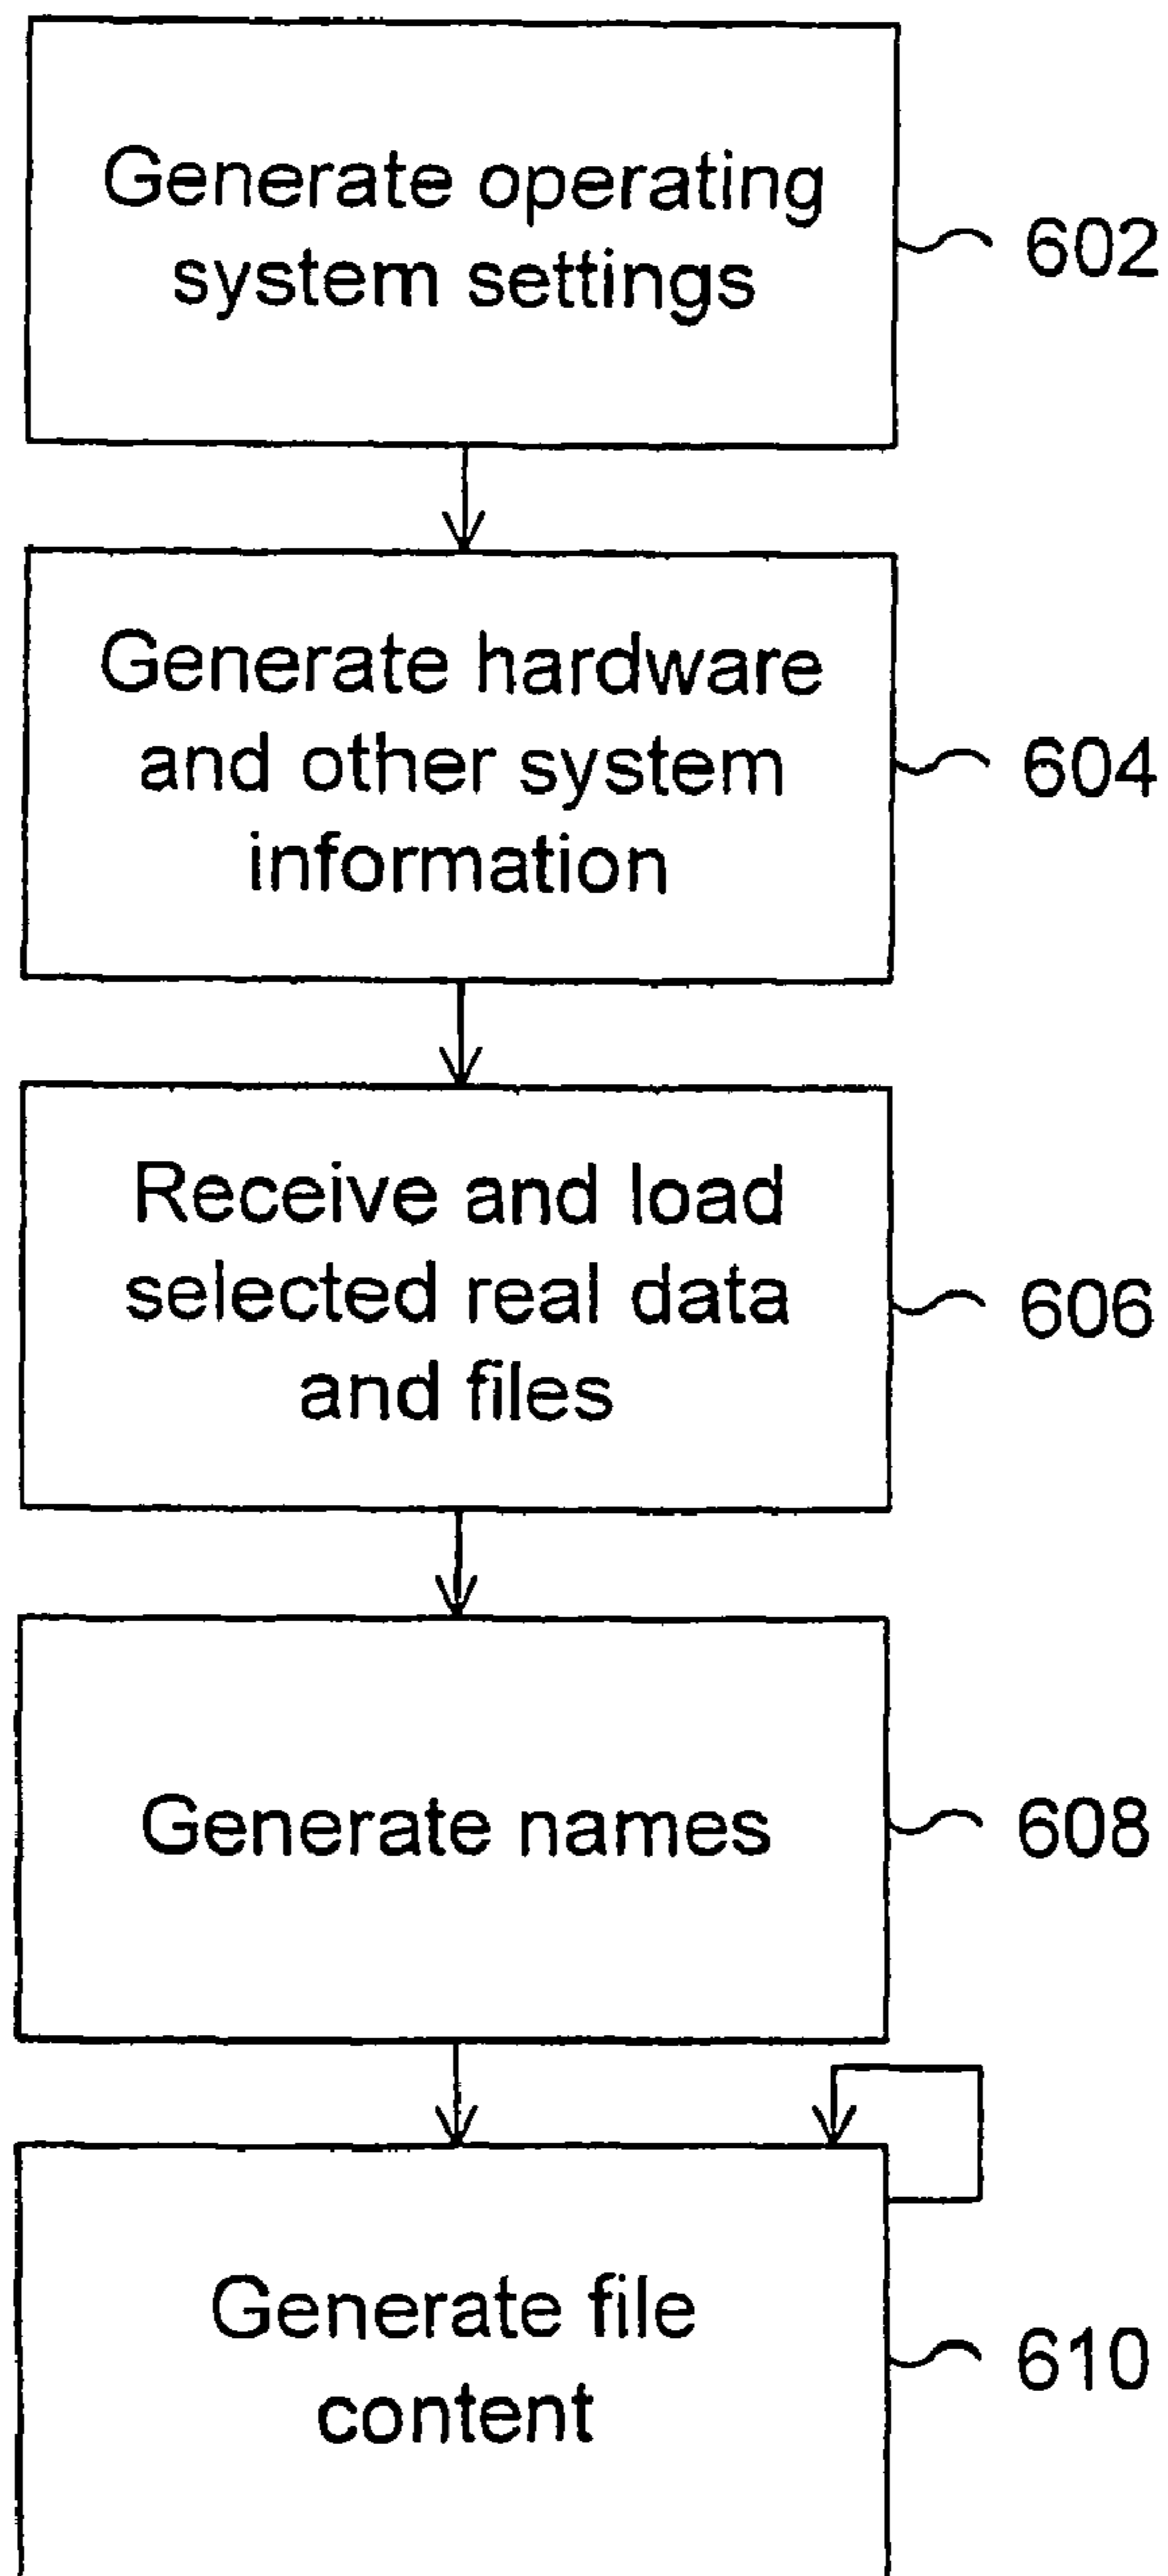 Generate operating
system settings
602
Generate hardware
and other system
information
604
Receive and load
selected real data
and files
606
Generate names
608
Generate file
content
610